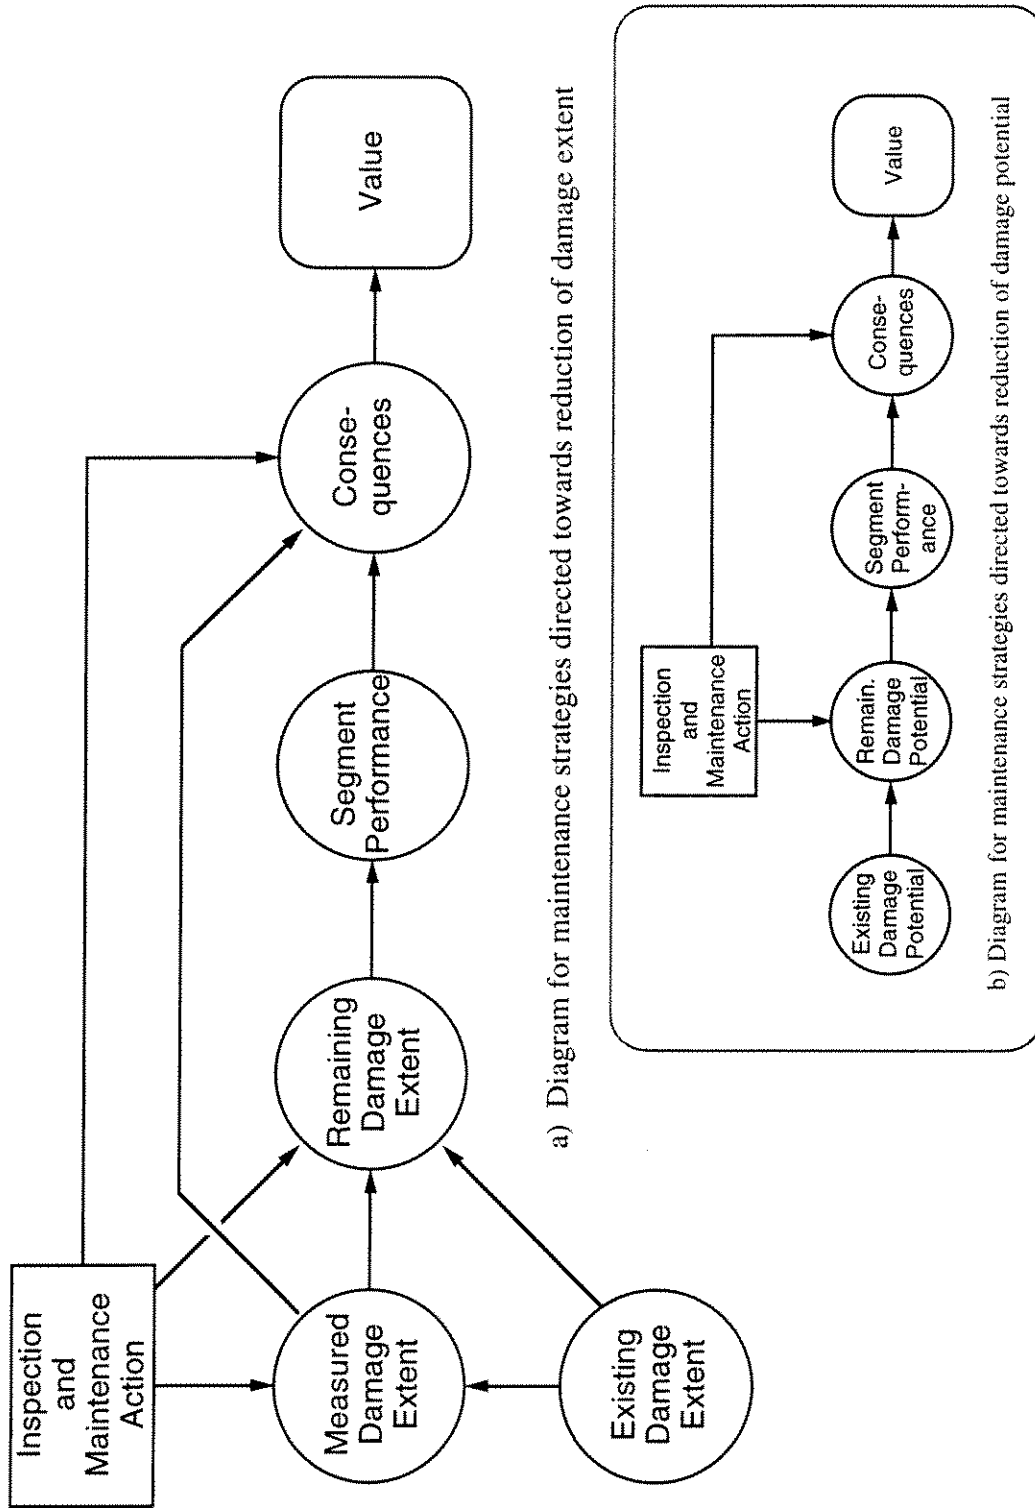 Inspection
and
Maintenance
Action
Measured
Damage
Extent
Existing
Damage
Extent
Remaining
Damage
Extent
Segment
Performance
Conse-
quences
Value
a) Diagram for maintenance strategies directed towards reduction of damage extent
Inspection
and
Maintenance
Action
Existing
Damage
Potential
Remain.
Damage
Potential
Segment
Perform-
ance
Conse-
quences
Value
b) Diagram for maintenance strategies directed towards reduction of damage potential